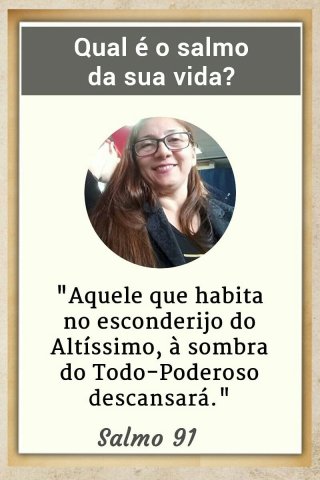 Qual é o salmo
da sua vida?
"Aquele que habita
no esconderijo do
Altíssimo, à sombra
do Todo-Poderoso
descansará."
Salmo 91